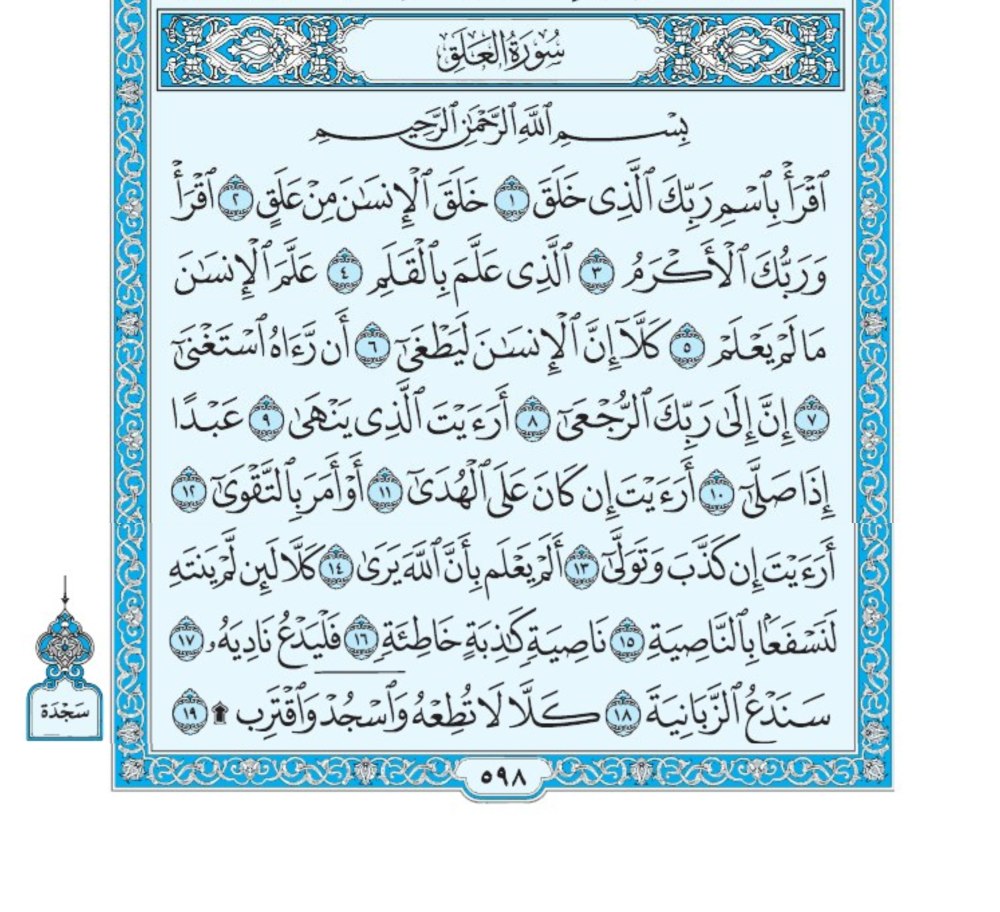 سُورَةُ العَلَقِ
بِسۡمِ ٱللَّهِ ٱلرَّحۡمَٰنِ ٱلرَّحِيمِ
ٱقۡرَأۡ بِٱسۡمِ رَبِّكَ ٱلَّذِي خَلَقَ ١ خَلَقَ ٱلۡإِنسَٰنَ مِنۡ عَلَقٍ ٢ ٱقۡرَأۡ
وَرَبُّكَ ٱلۡأَكۡرَمُ ٣ ٱلَّذِي عَلَّمَ بِٱلۡقَلَمِ ٤ عَلَّمَ ٱلۡإِنسَٰنَ
مَا لَمۡ يَعۡلَمۡ ٥ كَلَّآ إِنَّ ٱلۡإِنسَٰنَ لَيَطۡغَىٰٓ ٦ أَن رَّءَاهُ ٱسۡتَغۡنَىٰٓ
٧ إِنَّ إِلَىٰ رَبِّكَ ٱلرُّجۡعَىٰٓ ٨ أَرَءَيۡتَ ٱلَّذِي يَنۡهَىٰ ٩ عَبۡدًا
إِذَا صَلَّىٰٓ ١٠ أَرَءَيۡتَ إِن كَانَ عَلَى ٱلۡهُدَىٰٓ ١١ أَوۡ أَمَرَ بِٱلتَّقۡوَىٰٓ ١٢
أَرَءَيۡتَ إِن كَذَّبَ وَتَوَلَّىٰٓ ١٣ أَلَمۡ يَعۡلَم بِأَنَّ ٱللَّهَ يَرَىٰ ١٤ كَلَّا لَئِن لَّمۡ يَنتَهِ
لَنَسۡفَعَۢا بِٱلنَّاصِيَةِ ١٥ نَاصِيَةٖ كَٰذِبَةٍ خَاطِئَةٖ ١٦ فَلۡيَدۡعُ نَادِيَهُۥ ١٧
سَنَدۡعُ ٱلزَّبَانِيَةَ ١٨ كَلَّا لَا تُطِعۡهُ وَٱسۡجُدۡۤ وَٱقۡتَرِب ۩ ١٩
سَجۡدَة
٥٩٨